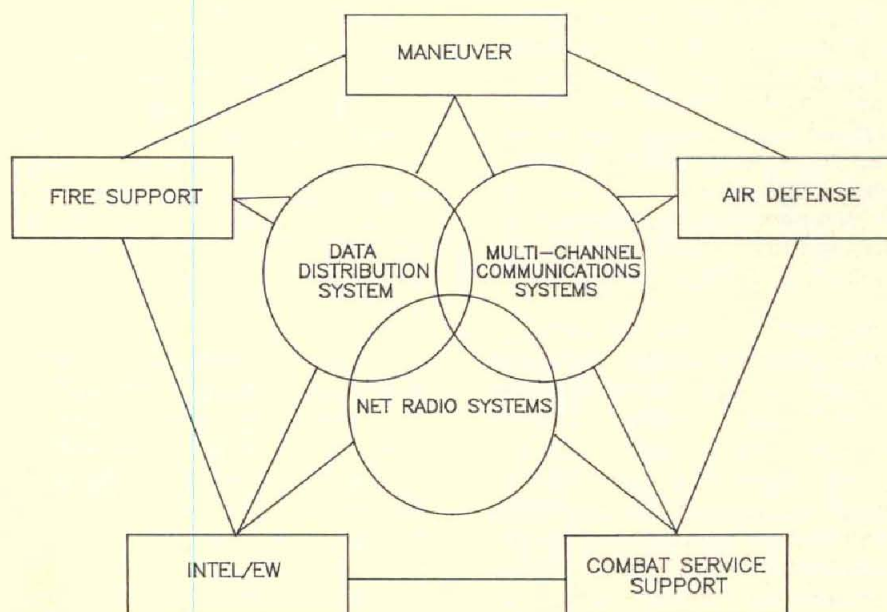 MANEUVER
FIRE SUPPORT
AIR DEFENSE
DATA
DISTRIBUTION
SYSTEM
MULTI-CHANNEL
COMMUNICATIONS
SYSTEMS
NET RADIO SYSTEMS
INTEL/EW
COMBAT SERVICE
SUPPORT